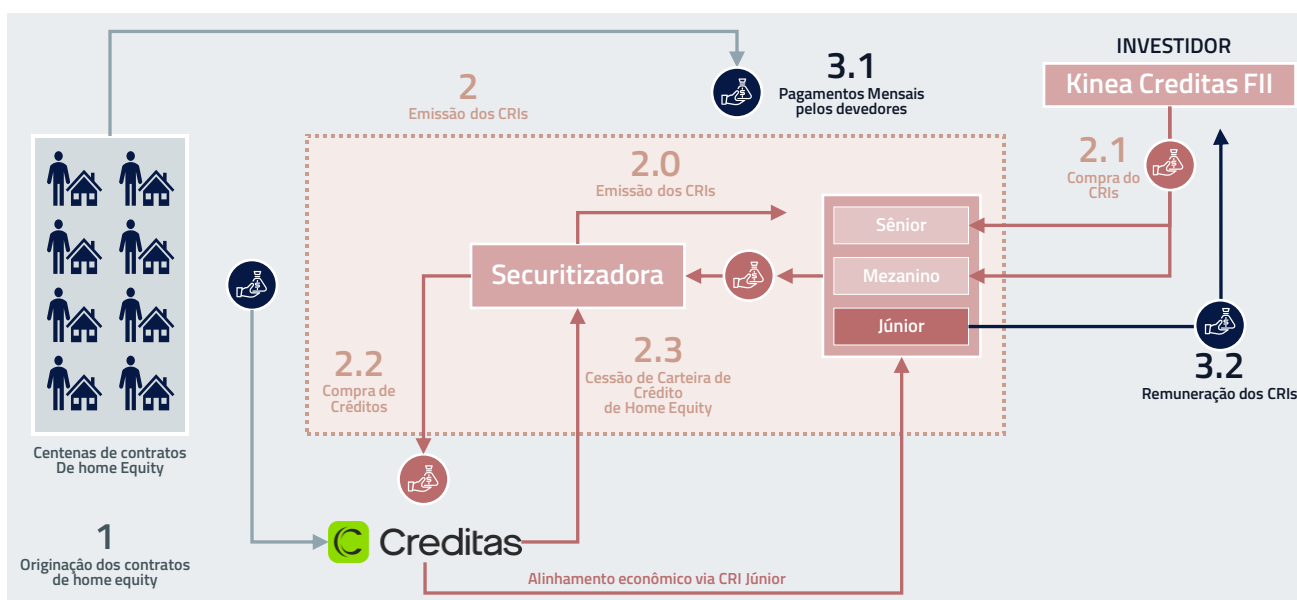 INVESTIDOR
Kinea Creditas FII
3.1
Pagamentos Mensais
pelos devedores
2
Emissão dos CRIs
2.1
Compra do
CRIs
2.0
Emissão dos CRIs
Sênior
Securitizadora
Mezanino
Júnior
2.2
Compra de
Créditos
2.3
Cessão de Carteira de
Crédito
de Home Equity
3.2
Remuneração dos CRIs
Centenas de contratos
De home Equity
1
Originação dos contratos
de home equity
Creditas
Alinhamento econômico via CRI Júnior